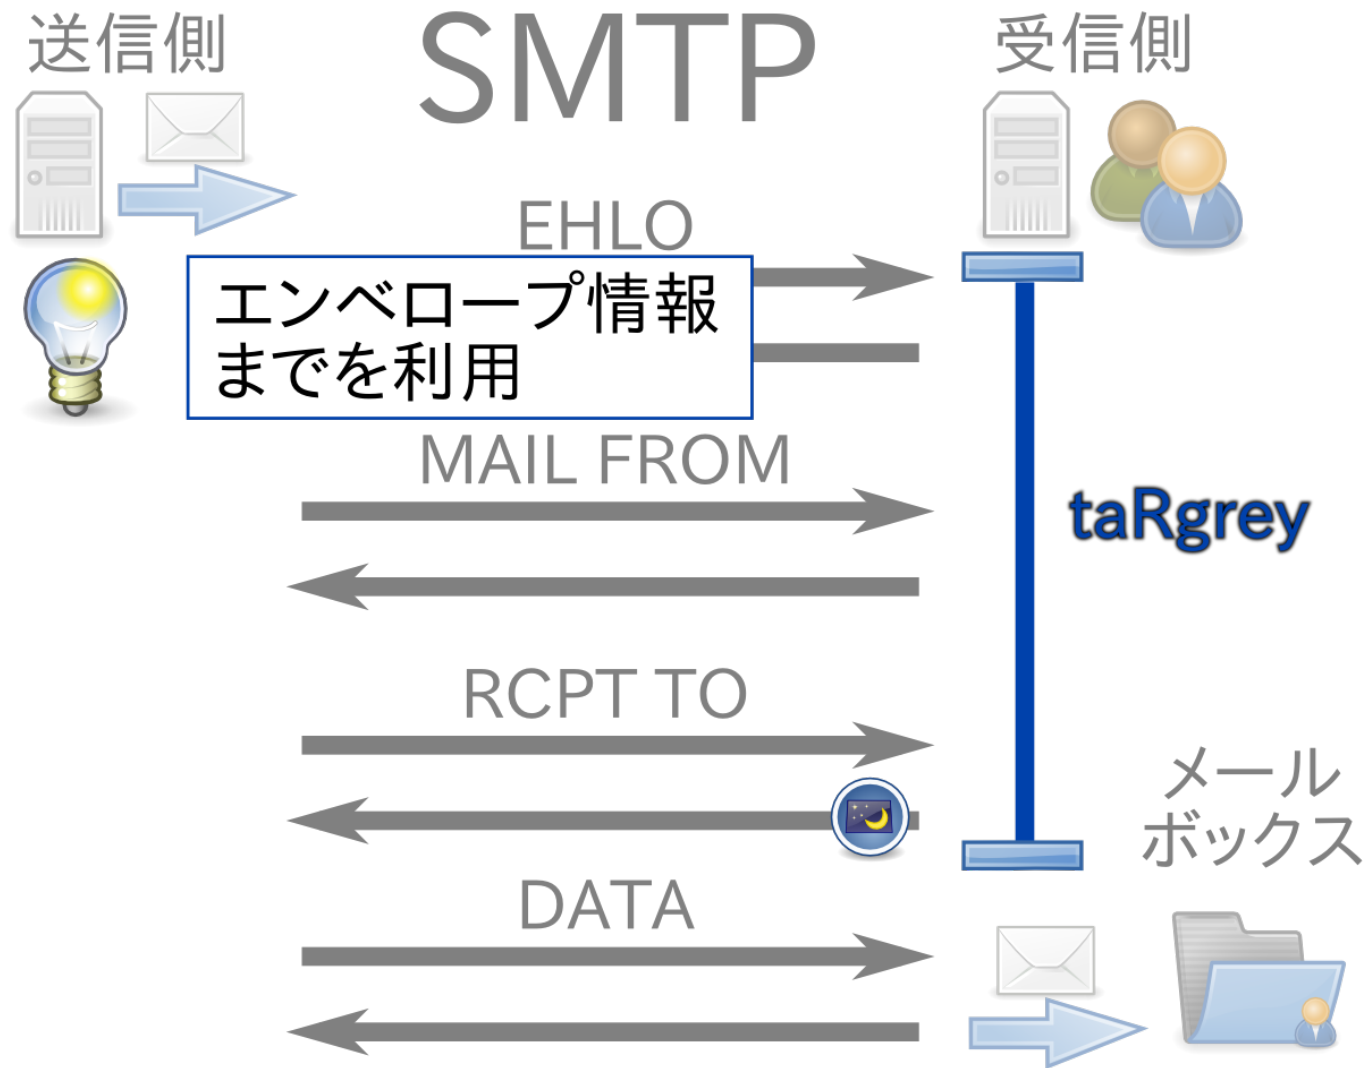 送信側
SMTP
受信側
EHLO
エンベロープ情報
までを利用
MAIL FROM
taRgrey
RCPT TO
メール
ボックス
DATA